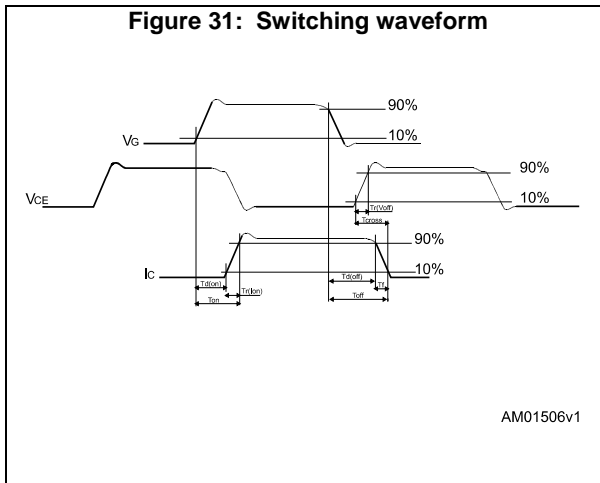 Figure 31: Switching waveform
90%
VG
10%
90%
VCE
10%
Tr(Voff)
Tcross
90%
IC
10%
Td(on)
Td(off)
Tf
Tr(Ion)
Ton
Toff
AM01506v1